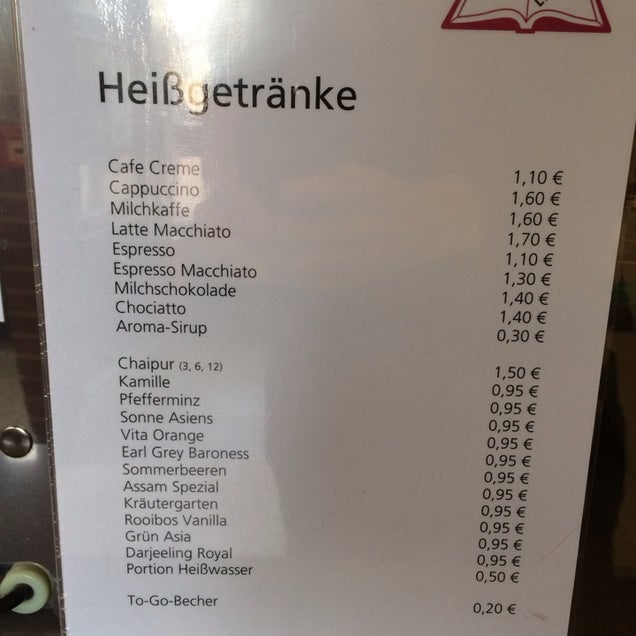 Heißgetränke
Cafe Creme 1,10 €
Cappuccino 1,60 €
Milchkaffe 1,60 €
Latte Macchiato 1,70 €
Espresso 1,10 €
Espresso Macchiato 1,30 €
Milchschokolade 1,40 €
Chociatto 1,40 €
Aroma-Sirup 0,30 €
Chaipur (3, 6, 12) 1,50 €
Kamille 0,95 €
Pfefferminz 0,95 €
Sonne Asiens 0,95 €
Vita Orange 0,95 €
Earl Grey Baroness 0,95 €
Sommerbeeren 0,95 €
Assam Spezial 0,95 €
Kräutergarten 0,95 €
Rooibos Vanilla 0,95 €
Grün Asia 0,95 €
Darjeeling Royal 0,95 €
Portion Heißwasser 0,50 €
To-Go-Becher 0,20 €